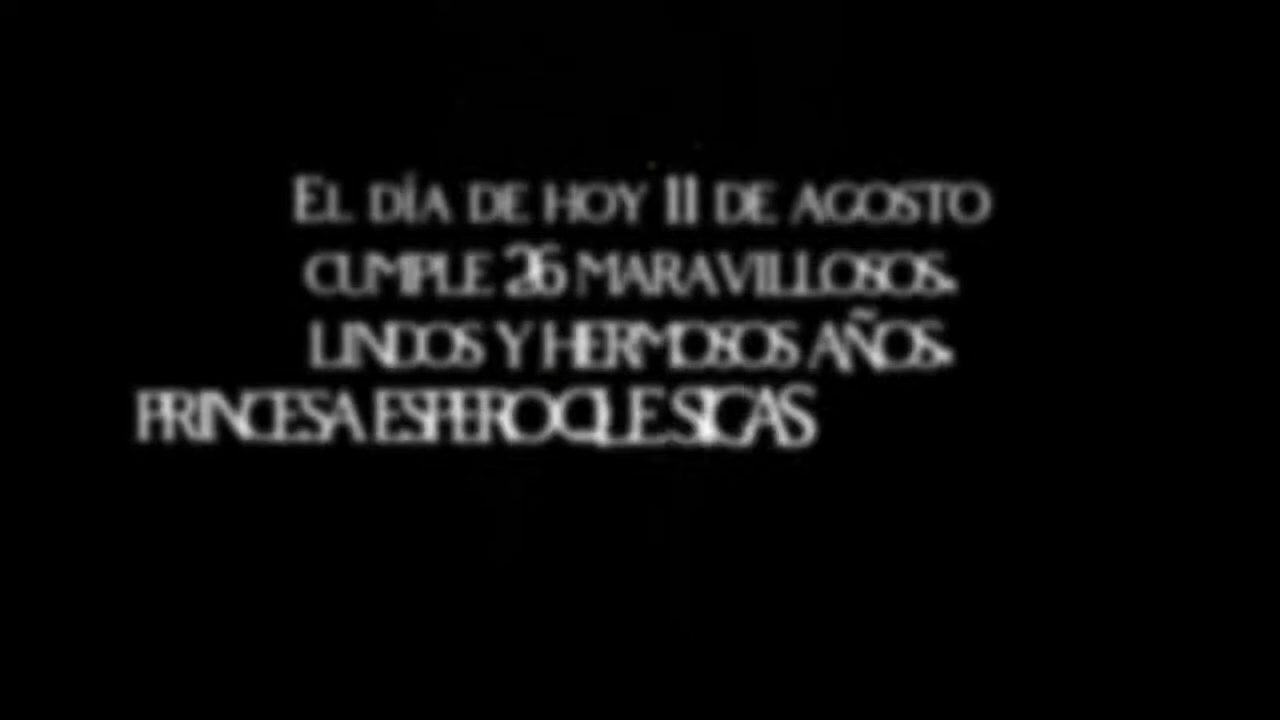 El día de hoy 11 de agosto
cumple 26 maravillosos,
lindos y hermosos años,
princesa espero que sigas